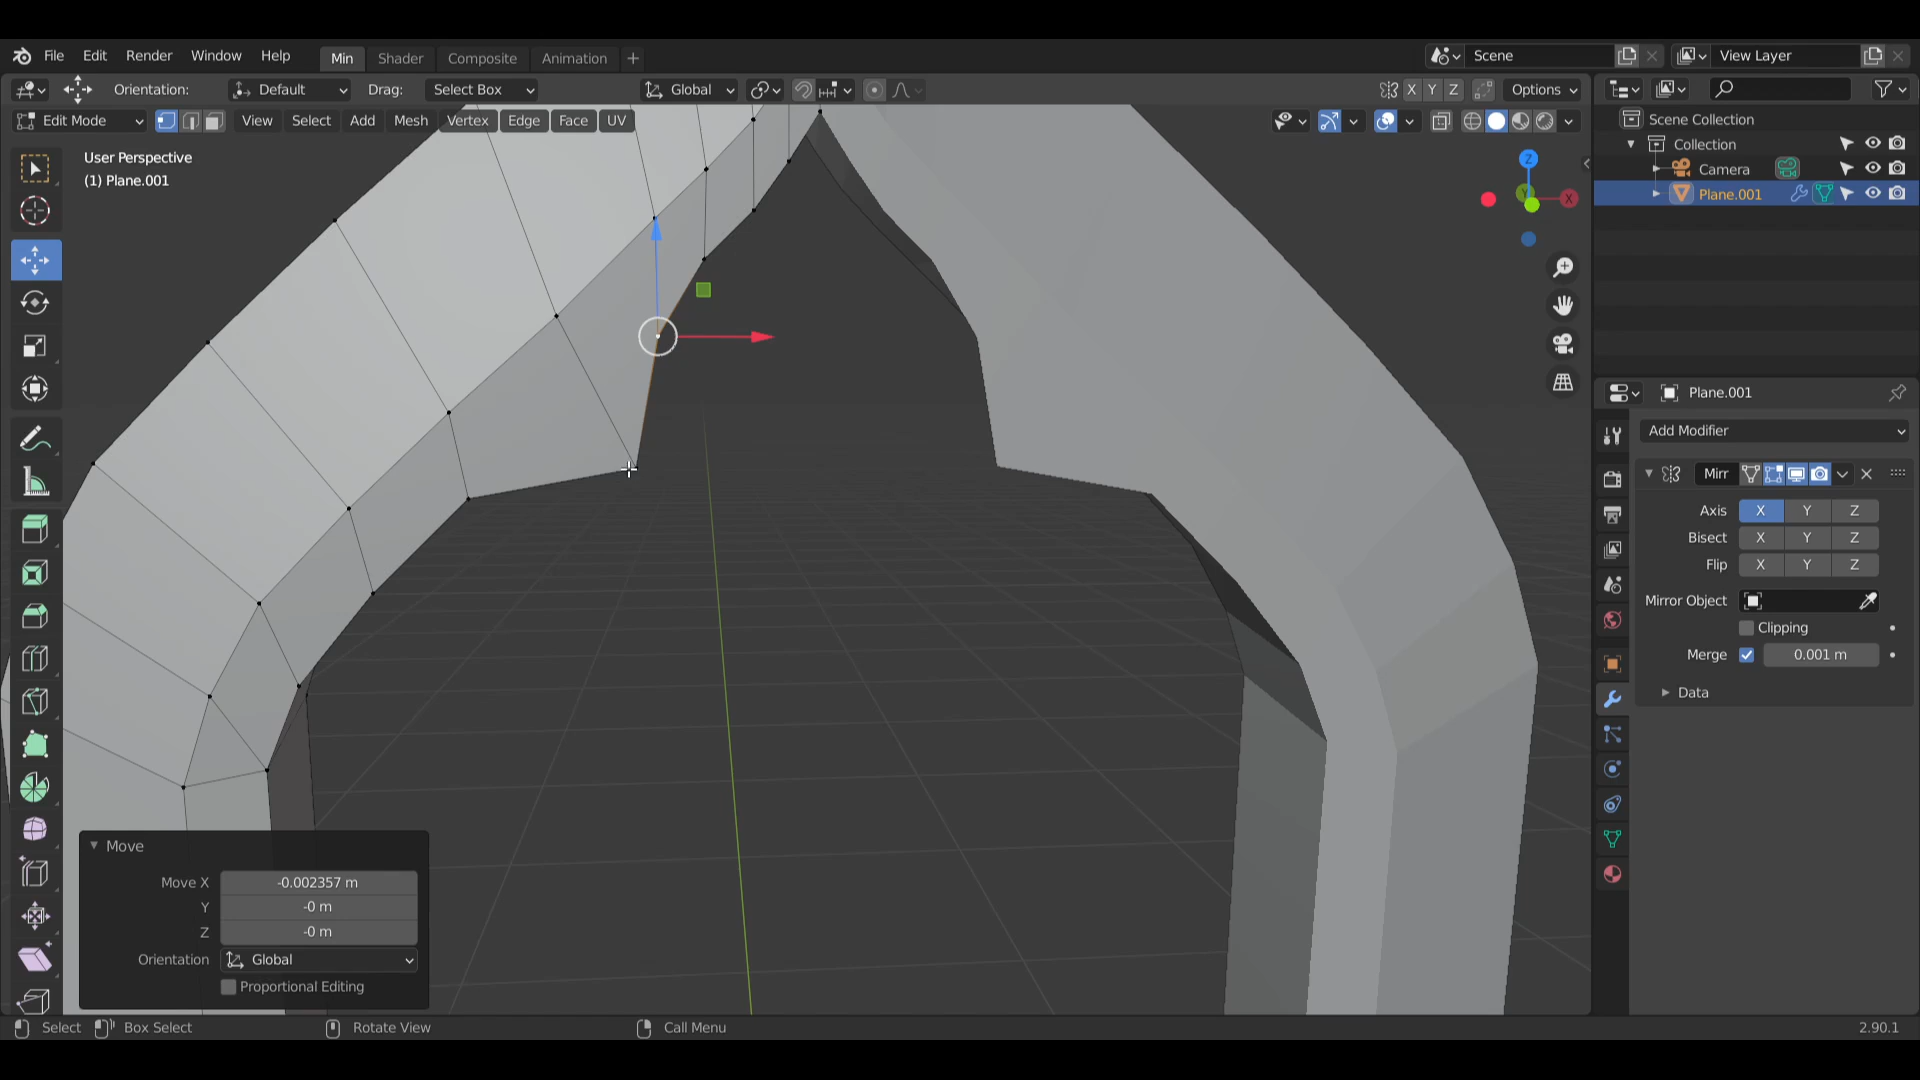 File Edit Render Window Help Min Shader Compositor Animation + Scene View Layer
Orientation: Default Drag: Select Box Global X Y Z Options
Edit Mode View Select Add Mesh Vertex Edge Face UV
Scene Collection
Collection
Camera
Plane.001
User Perspective
(1) Plane.001
Z
Y
X
Plane.001
Add Modifier
Mirr
Axis X Y Z
Bisect X Y Z
Flip X Y Z
Mirror Object
Clipping
Merge 0.001 m
Data
Move
Move X -0.002357 m
Y -0 m
Z -0 m
Orientation Global
Proportional Editing
Select Box Select Rotate View Call Menu 2.90.1